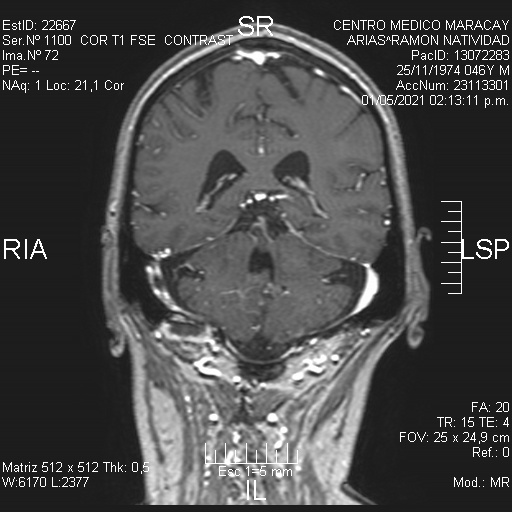 EstID: 22667
Ser.Nº 1100 COR T1 FSE CONTRAST
Ima.Nº 72
PE= --
NAq: 1 Loc: 21,1 Cor
SR
CENTRO MEDICO MARACAY
ARIAS^RAMON NATIVIDAD
PacID: 13072283
25/11/1974 046Y M
AccNum: 23113301
01/05/2021 02:13:11 p.m.
RIA
LSP
FA: 20
TR: 15 TE: 4
FOV: 25 x 24,9 cm
Ref.: 0
Matriz 512 x 512 Thk: 0,5
W:6170 L:2377
Esc 1=5 mm
IL
Mod.: MR